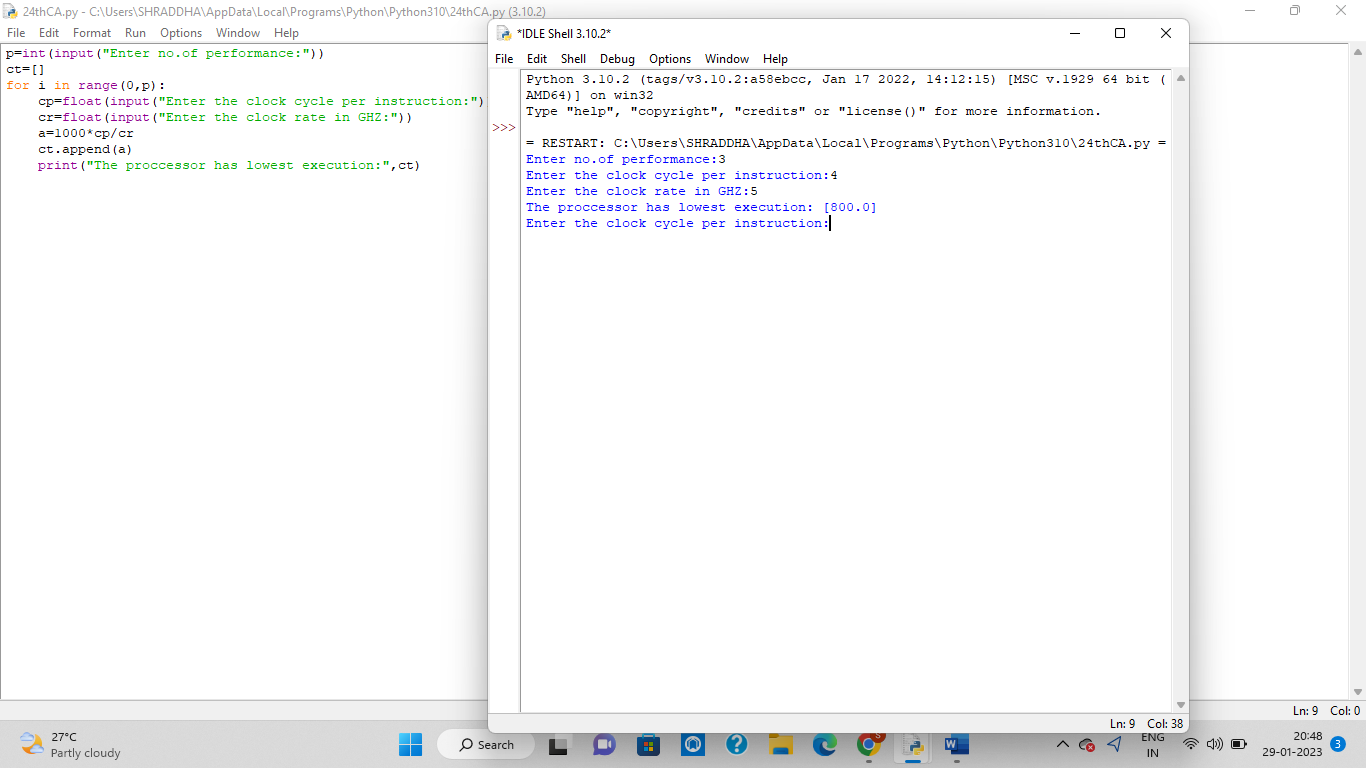 24thCA.py - C:\Users\SHRADDHA\AppData\Local\Programs\Python\Python310\24thCA.py (3.10.2)
File Edit Format Run Options Window Help
p=int(input("Enter no.of performance:"))
ct=[]
for i in range(0,p):
    cp=float(input("Enter the clock cycle per instruction:")
    cr=float(input("Enter the clock rate in GHZ:"))
    a=1000*cp/cr
    ct.append(a)
    print("The proccessor has lowest execution:",ct)
*IDLE Shell 3.10.2*
File Edit Shell Debug Options Window Help
Python 3.10.2 (tags/v3.10.2:a58ebcc, Jan 17 2022, 14:12:15) [MSC v.1929 64 bit (
AMD64)] on win32
Type "help", "copyright", "credits" or "license()" for more information.
>>>
= RESTART: C:\Users\SHRADDHA\AppData\Local\Programs\Python\Python310\24thCA.py =
Enter no.of performance:3
Enter the clock cycle per instruction:4
Enter the clock rate in GHZ:5
The proccessor has lowest execution: [800.0]
Enter the clock cycle per instruction:
Ln: 9 Col: 38
Ln: 9 Col: 0
27°C
Partly cloudy
Search
S
W
ENG
IN
20:48
29-01-2023
3